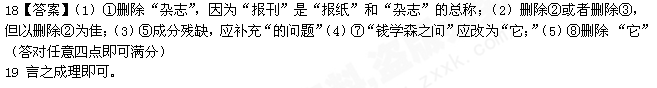 18【答案】（1）①删除“杂志”，因为“报刊”是“报纸”和“杂志”的总称；（2）删除②或者删除③，
但以删除②为佳；（3）⑤成分残缺，应补充“的问题”（4）⑦“钱学森之问”应改为“它；”（5）⑧删除 “它”
（答对任意四点即可满分）
19 言之成理即可。